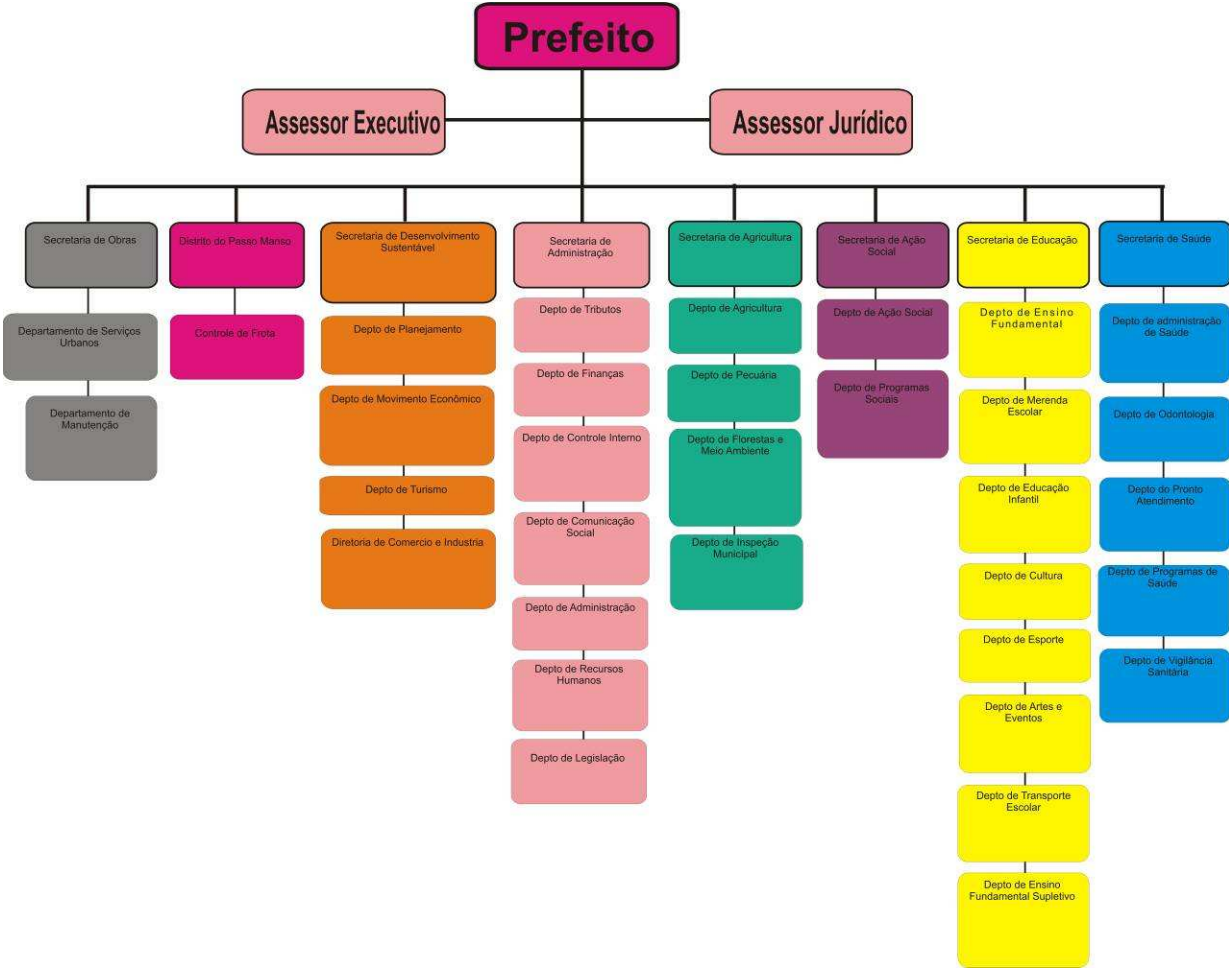 Prefeito
Assessor Executivo
Assessor Jurídico
Secretaria de Obras
Departamento de Serviços
Urbanos
Departamento de
Manutenção
Distrito do Passo Manso
Controle de Frota
Secretaria de Desenvolvimento
Sustentável
Depto de Planejamento
Depto de Movimento Econômico
Depto de Turismo
Diretoria de Comercio e Industria
Secretaria de
Administração
Depto de Tributos
Depto de Finanças
Depto de Controle Interno
Depto de Comunicação
Social
Depto de Administração
Depto de Recursos
Humanos
Depto de Legislação
Secretaria de Agricultura
Depto de Agricultura
Depto de Pecuária
Depto de Florestas e
Meio Ambiente
Depto de Inspeção
Municipal
Secretaria de Ação
Social
Depto de Ação Social
Depto de Programas
Sociais
Secretaria de Educação
Depto de Ensino
Fundamental
Depto de Merenda
Escolar
Depto de Educação
Infantil
Depto de Cultura
Depto de Esporte
Depto de Artes e
Eventos
Depto de Transporte
Escolar
Depto de Ensino
Fundamental Supletivo
Secretaria de Saúde
Depto de administração
de Saúde
Depto de Odontologia
Depto do Pronto
Atendimento
Depto de Programas de
Saúde
Depto de Vigilância
Sanitária